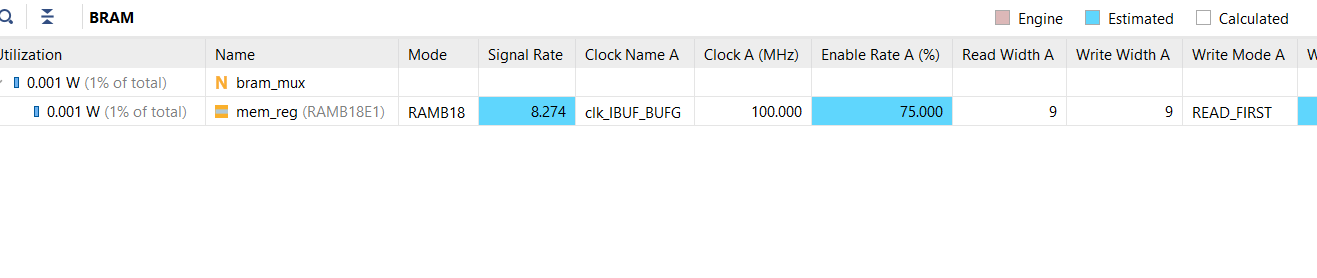 BRAM
Engine Estimated Calculated
Utilization Name Mode Signal Rate Clock Name A Clock A (MHz) Enable Rate A (%) Read Width A Write Width A Write Mode A W
0.001 W (1% of total) N bram_mux
0.001 W (1% of total) mem_reg (RAMB18E1) RAMB18 8.274 clk_IBUF_BUFG 100.000 75.000 9 9 READ_FIRST